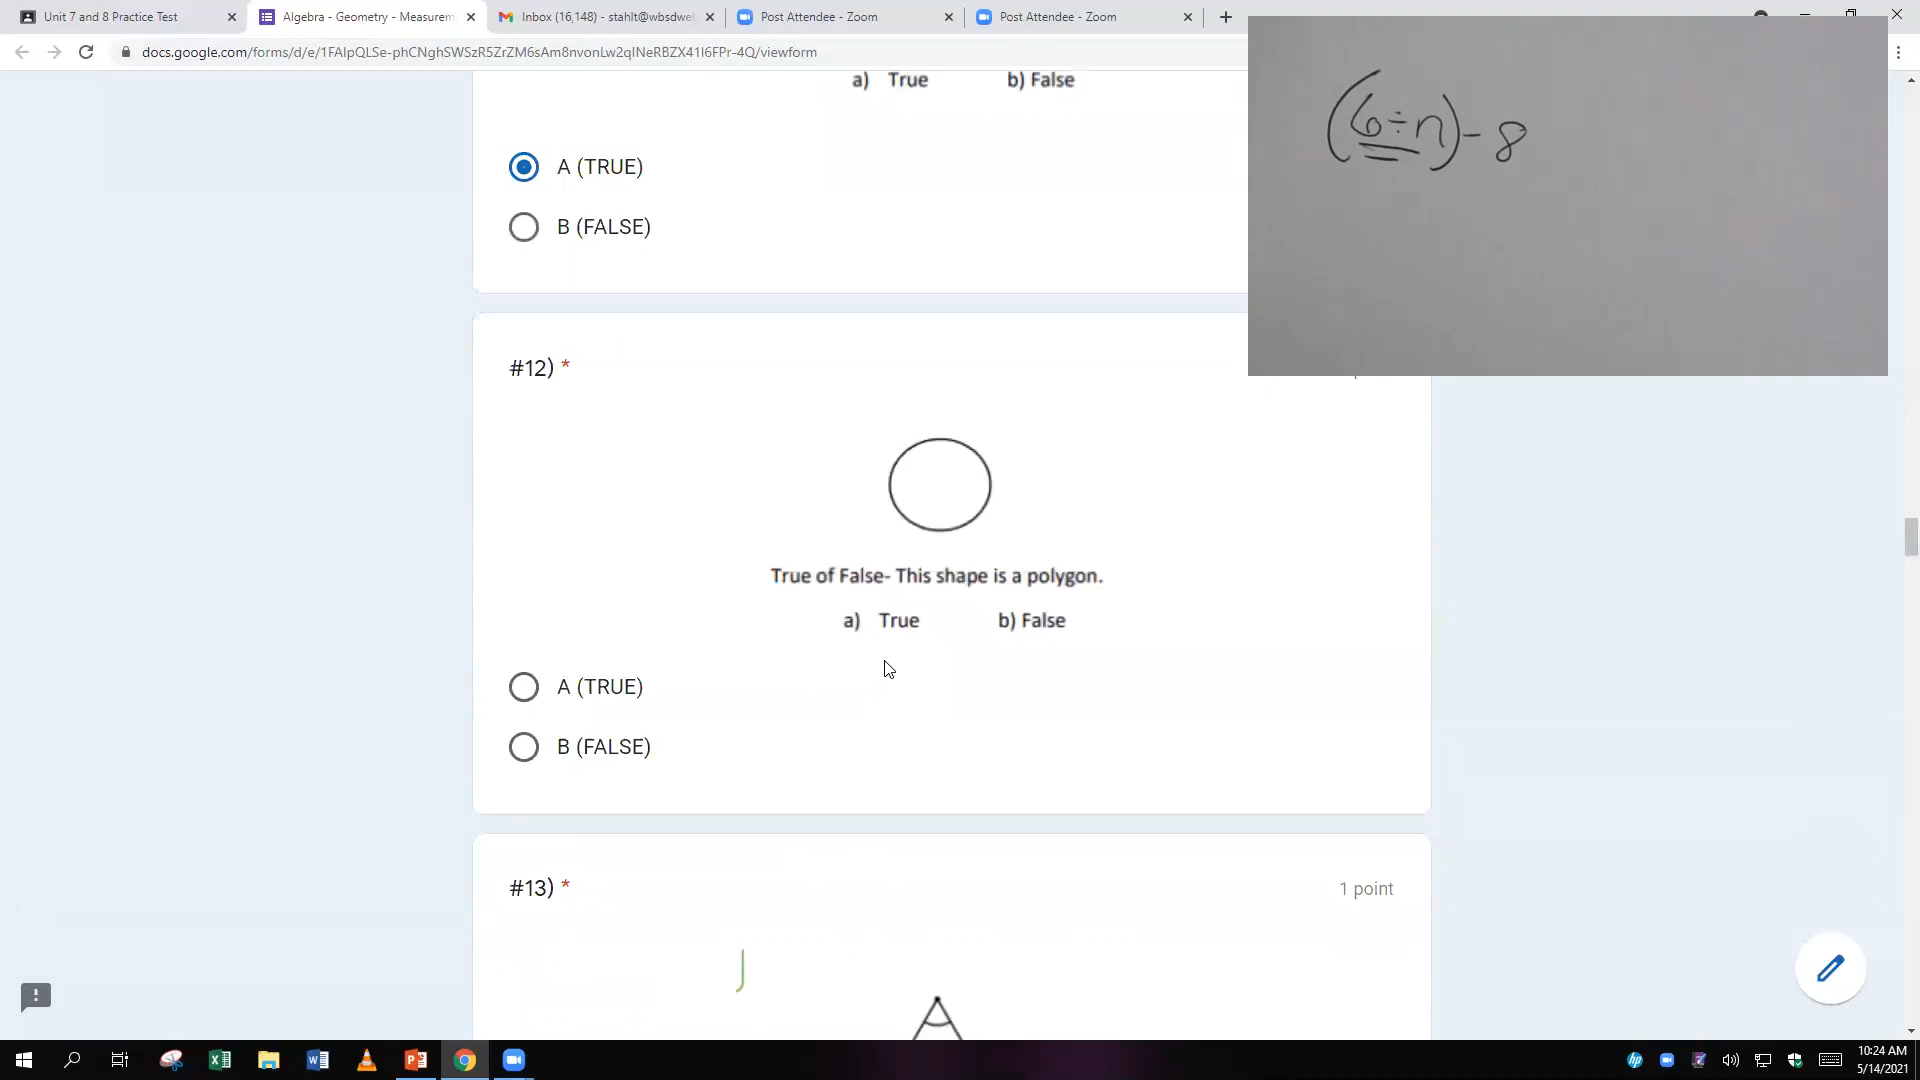 Unit 7 and 8 Practice Test
Algebra - Geometry - Measurem
Inbox (16,148) - stahlt@wbsdwe
Post Attendee - Zoom
Post Attendee - Zoom
docs.google.com/forms/d/e/1FAIpQLSe-phCNghSWSzR5ZrZM6sAm8nvonLw2qINeRBZX41I6FPr-4Q/viewform
a) True b) False
(6÷n)-8
A (TRUE)
B (FALSE)
#12) *
True of False- This shape is a polygon.
a) True b) False
A (TRUE)
B (FALSE)
#13) *
1 point
10:24 AM
5/14/2021